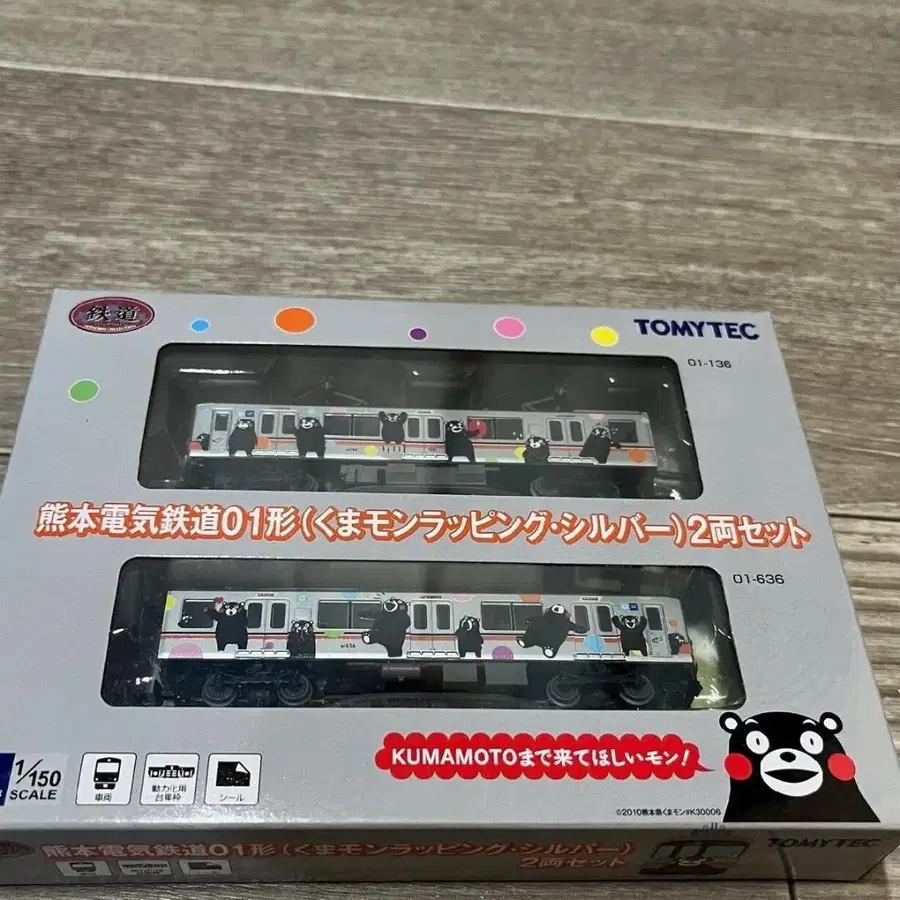 鉄道
TOMYTEC
01-136
熊本電気鉄道01形(くまモンラッピング・シルバー)2両セット
01-636
KUMAMOTOまで来てほしいモン!
1/150
SCALE
車両
動力化用
台車枠
シール
©2010熊本県くまモン#K30006
熊本電気鉄道01形(くまモンラッピング・シルバー)
2両セット
TOMYTEC